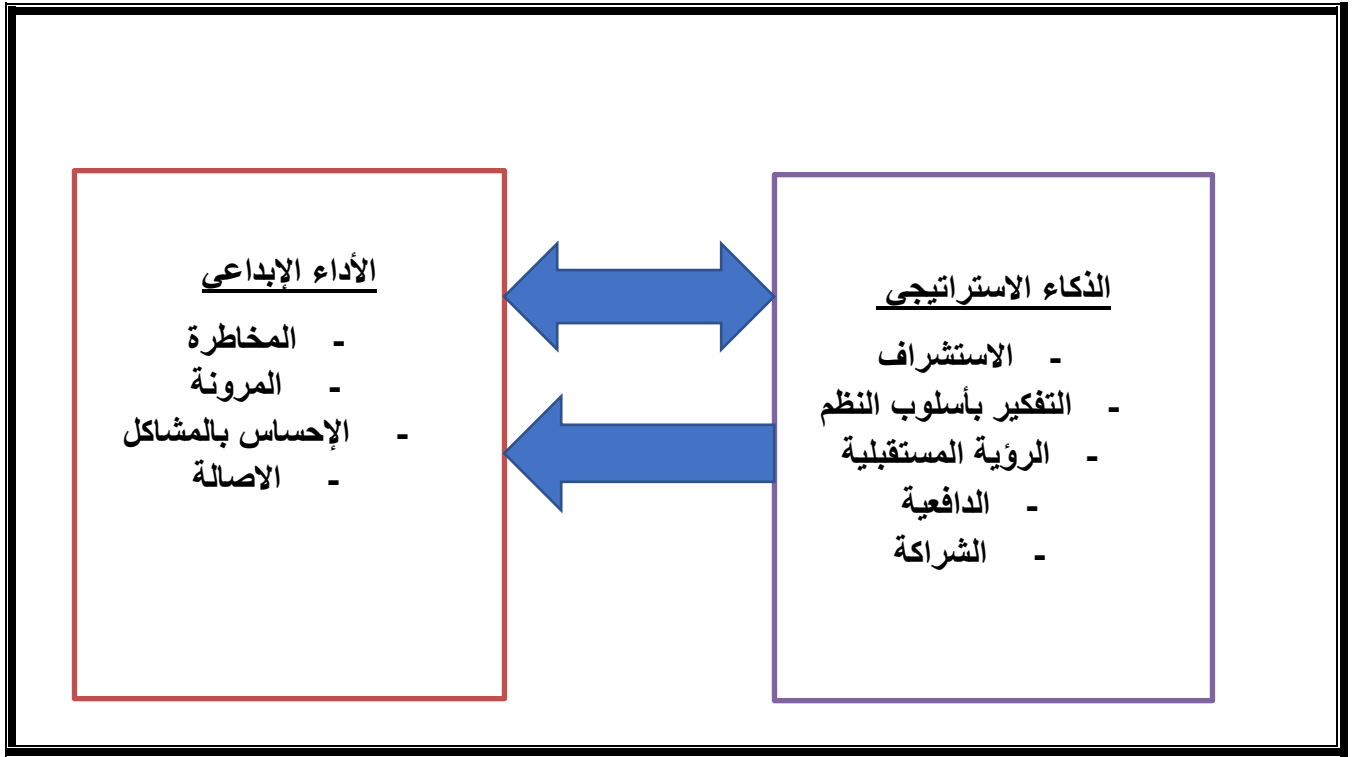 الذكاء الاستراتيجي
- الاستشراف
- التفكير بأسلوب النظم
- الرؤية المستقبلية
- الدافعية
- الشراكة
الأداء الإبداعي
- المخاطرة
- المرونة
- الإحساس بالمشاكل
- الاصالة